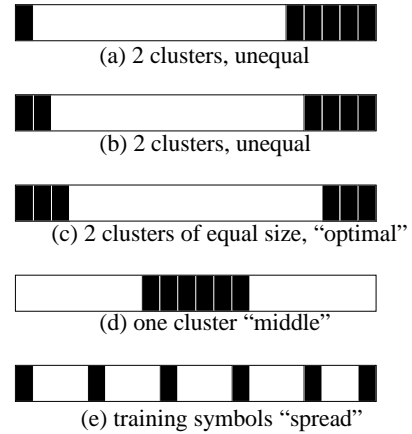 (a) 2 clusters, unequal
(b) 2 clusters, unequal
(c) 2 clusters of equal size, “optimal”
(d) one cluster “middle”
(e) training symbols “spread”